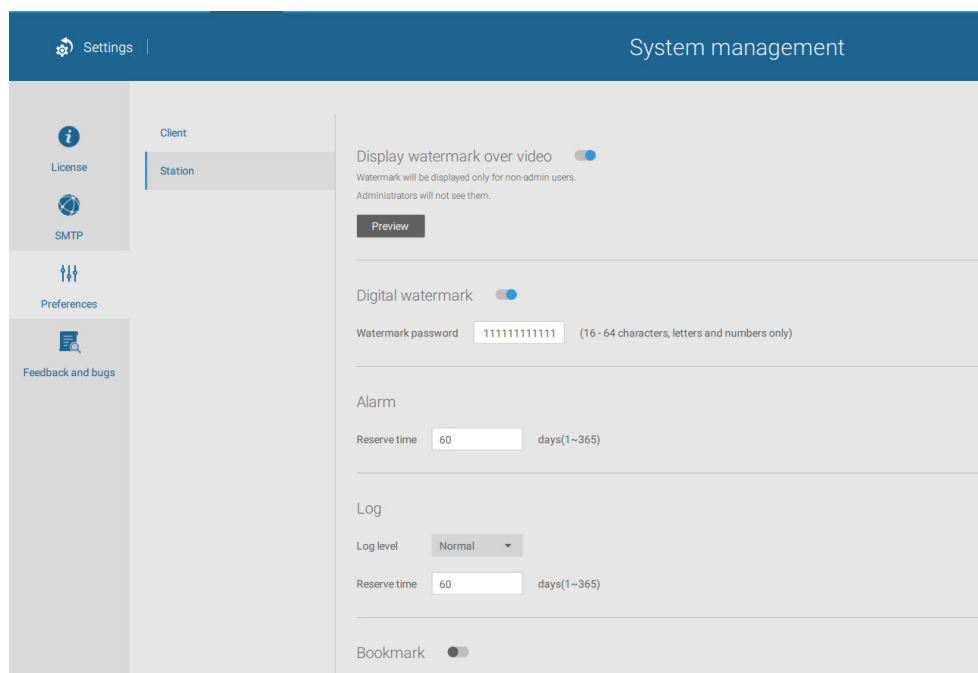 Settings
System management
License
SMTP
Preferences
Feedback and bugs
Client
Station
Display watermark over video
Watermark will be displayed only for non-admin users.
Administrators will not see them.
Preview
Digital watermark
Watermark password 111111111111 (16 - 64 characters, letters and numbers only)
Alarm
Reserve time 60 days(1~365)
Log
Log level Normal
Reserve time 60 days(1~365)
Bookmark